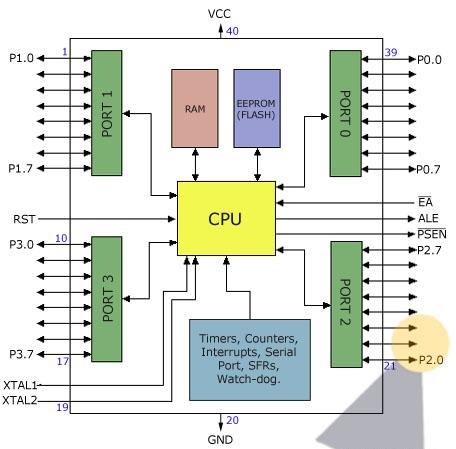 VCC
40
1
39
P1.0
P0.0
PORT 1
RAM
EEPROM
(FLASH)
PORT 0
P1.7
P0.7
EA
RST
CPU
ALE
PSEN
P3.0
10
P2.7
PORT 3
PORT 2
Timers, Counters,
Interrupts, Serial
Port, SFRs,
Watch-dog.
P3.7
17
P2.0
21
XTAL1
XTAL2
19
20
GND